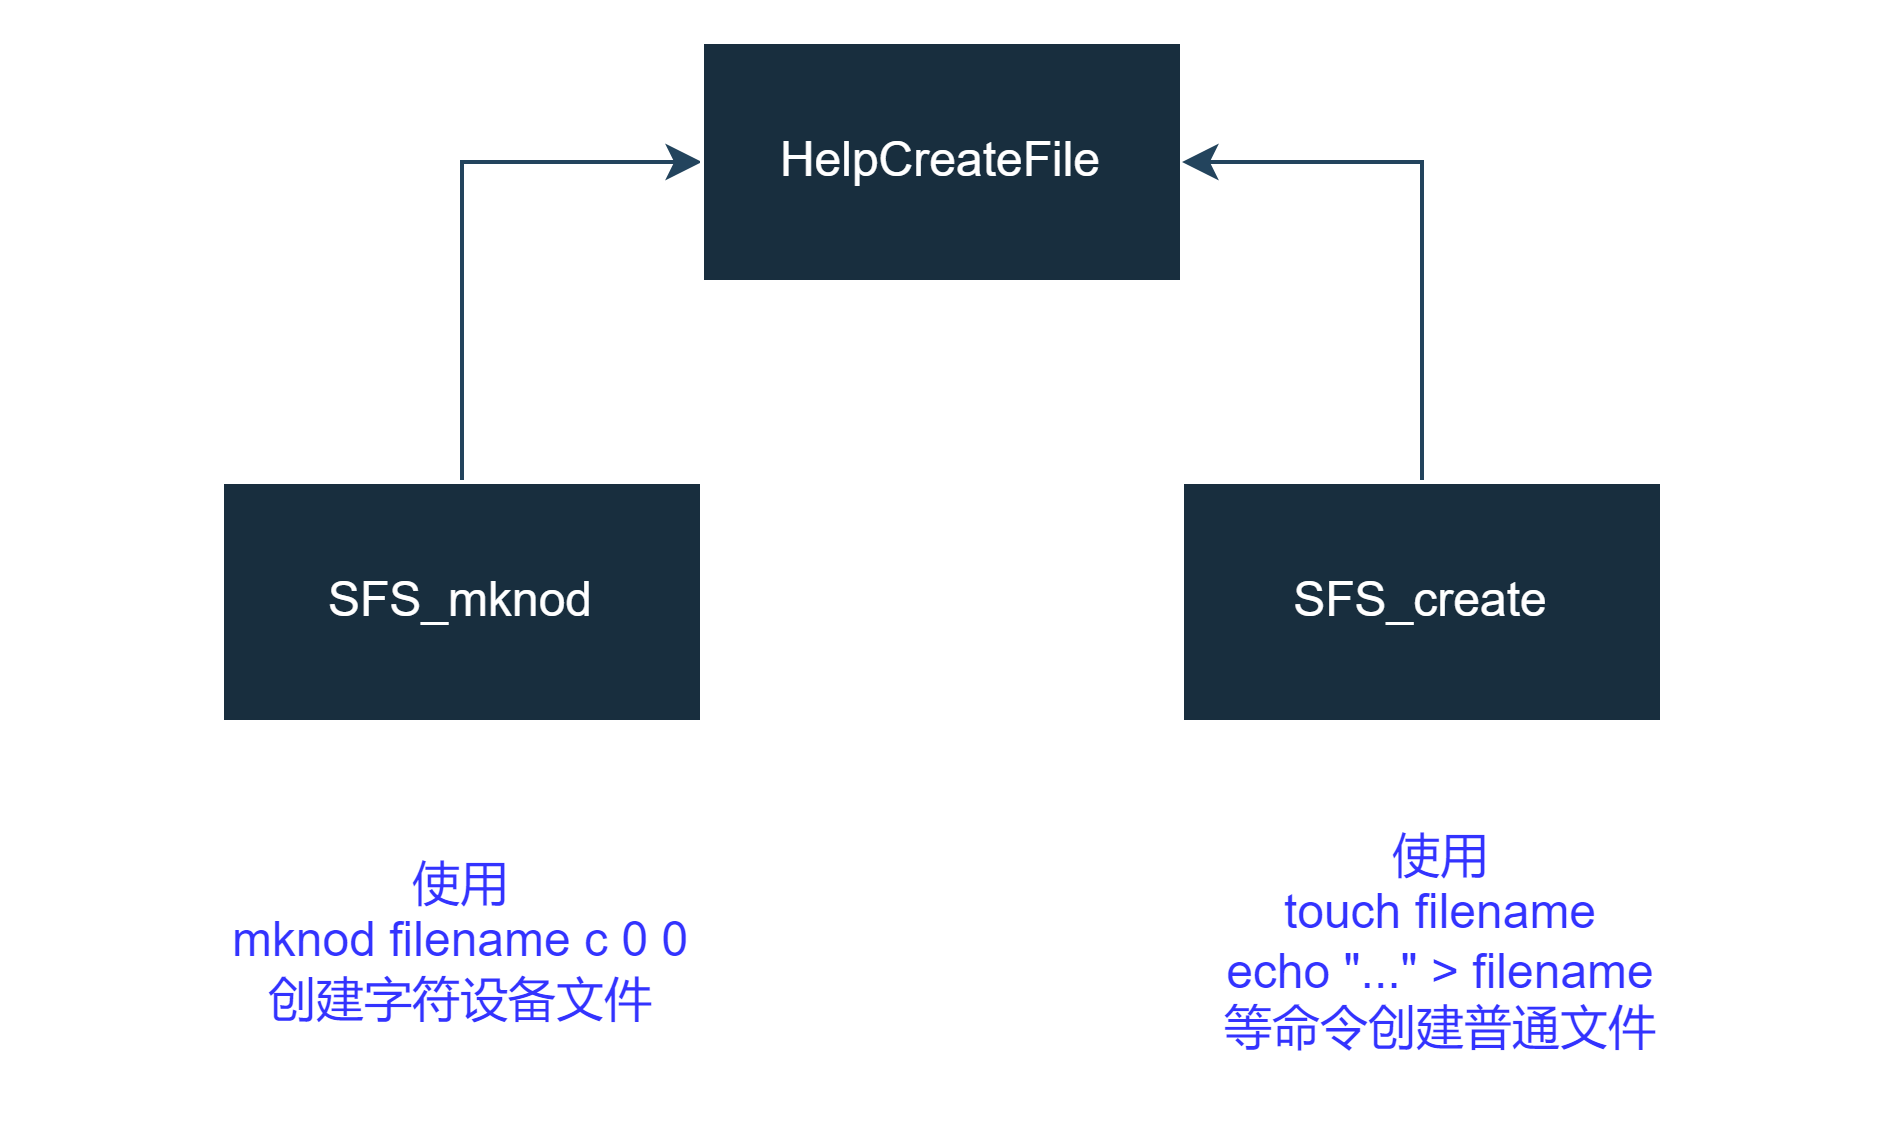 HelpCreateFile
SFS_mknod
SFS_create
使用
mknod filename c 0 0
创建字符设备文件
使用
touch filename
echo "..." > filename
等命令创建普通文件